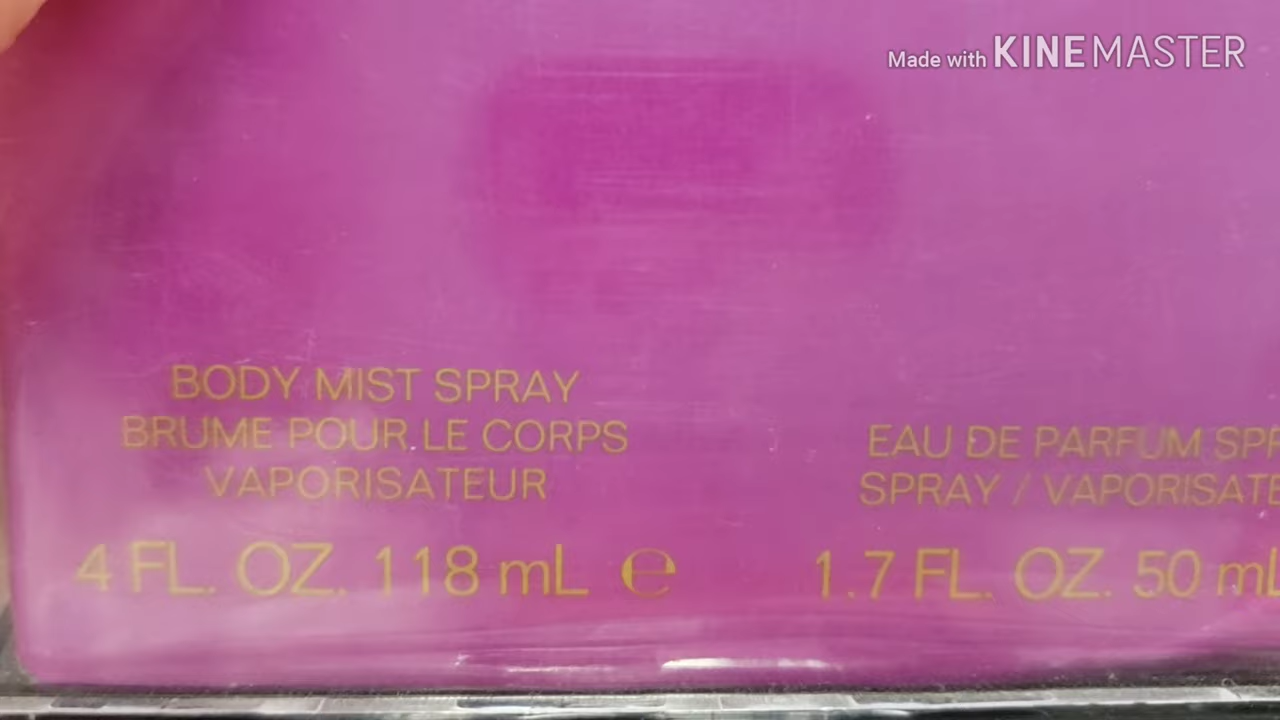 Made with KINEMASTER
BODY MIST SPRAY
BRUME POUR LE CORPS
VAPORISATEUR
4 FL. OZ. 118 mL ℮
EAU DE PARFUM SPR
SPRAY / VAPORISATE
1.7 FL. OZ. 50 mL